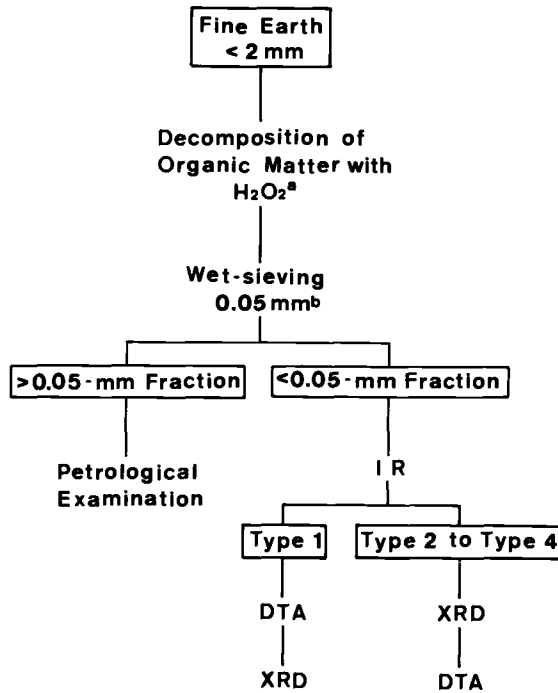 Fine Earth
< 2 mm
Decomposition of
Organic Matter with
H₂O₂ᵃ
Wet-sieving
0.05 mmᵇ
>0.05-mm Fraction
<0.05-mm Fraction
Petrological
Examination
IR
Type 1
Type 2 to Type 4
DTA
XRD
XRD
DTA